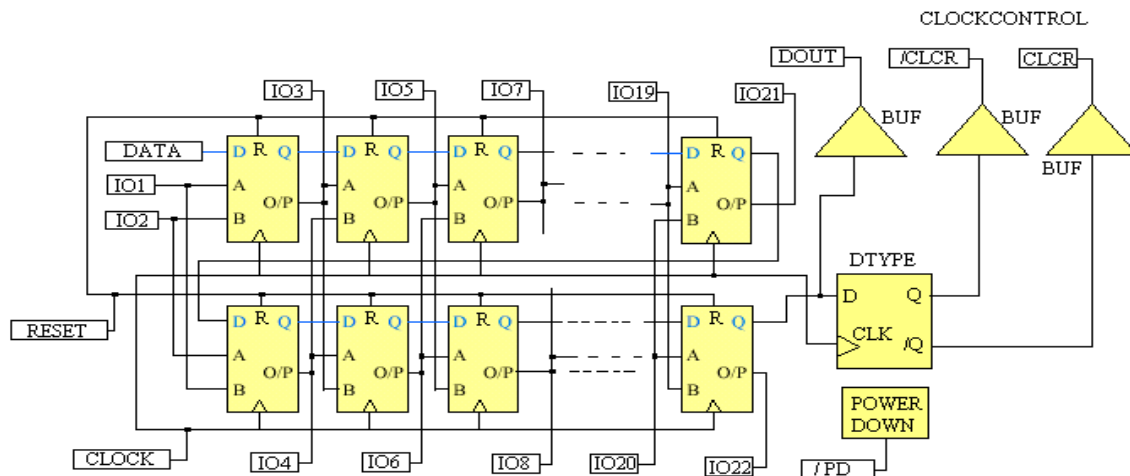 CLOCKCONTROL
DOUT /CLCR CLCR
IO3 IO5 IO7 IO19 IO21
BUF BUF BUF
DATA D R Q D R Q D R Q D R Q
IO1 A A A A
O/P O/P O/P O/P
IO2 B B B B
DTYPE
D Q
CLK /Q
RESET D R Q D R Q D R Q D R Q
A A A A
O/P O/P O/P O/P
B B B B
POWER
DOWN
CLOCK IO4 IO6 IO8 IO20 IO22 /PD